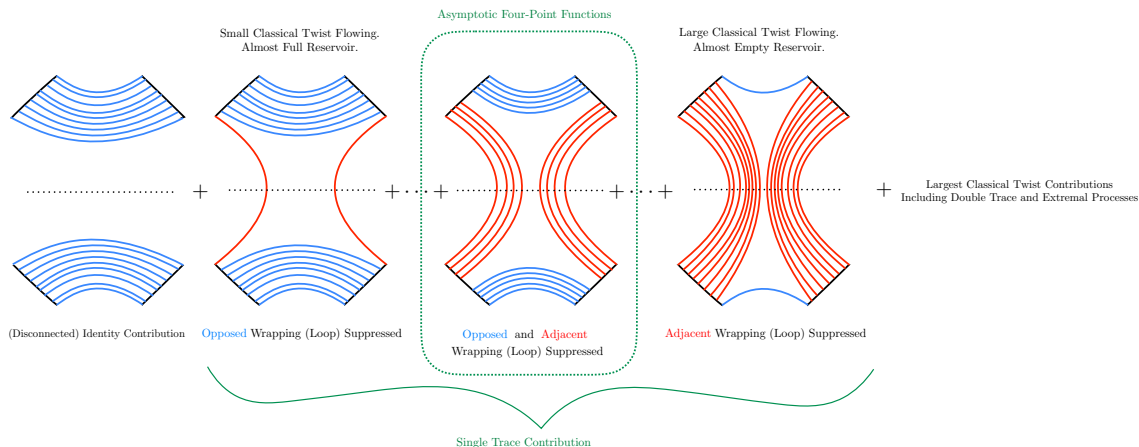 Asymptotic Four-Point Functions
Small Classical Twist Flowing.
Almost Full Reservoir.
Large Classical Twist Flowing.
Almost Empty Reservoir.
+
+
+
+
Largest Classical Twist Contributions
Including Double Trace and Extremal Processes
(Disconnected) Identity Contribution
Opposed Wrapping (Loop) Suppressed
Opposed and Adjacent
Wrapping (Loop) Suppressed
Adjacent Wrapping (Loop) Suppressed
Single Trace Contribution